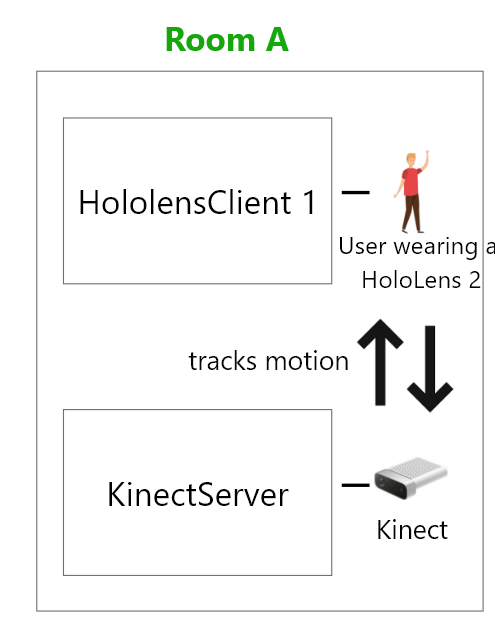 Room A
HololensClient 1
User wearing a
HoloLens 2
tracks motion
KinectServer
Kinect